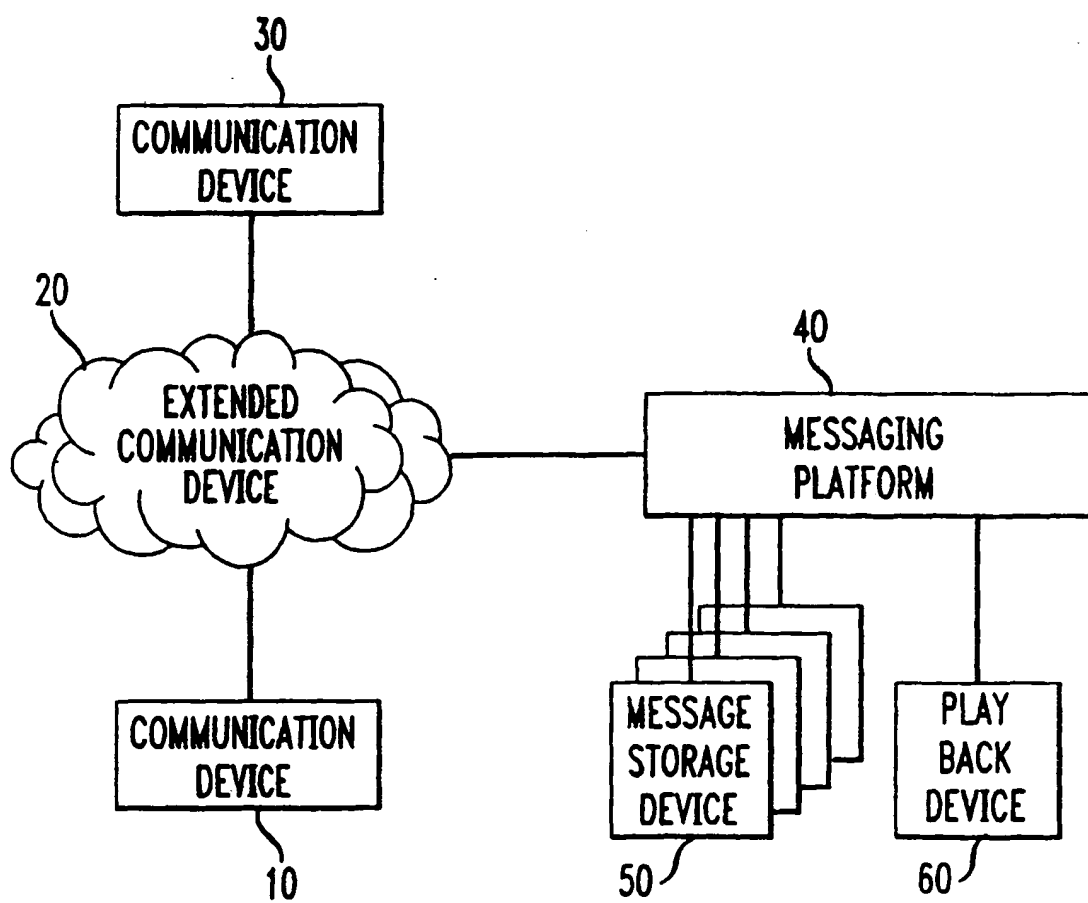 30
COMMUNICATION
DEVICE
20
EXTENDED
COMMUNICATION
DEVICE
40
MESSAGING
PLATFORM
COMMUNICATION
DEVICE
10
MESSAGE
STORAGE
DEVICE
50
PLAY
BACK
DEVICE
60